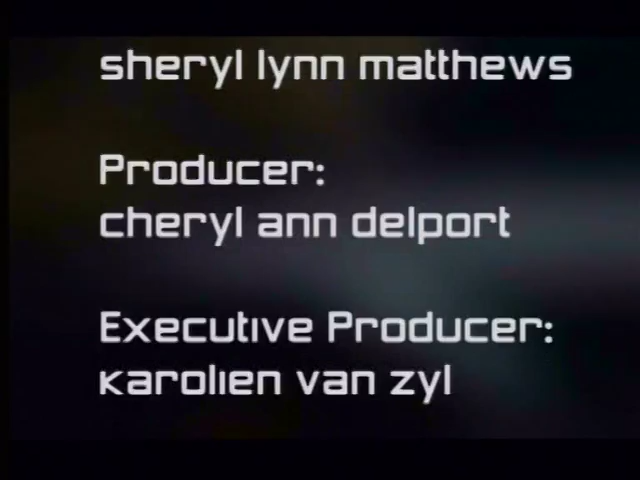 sheryl lynn matthews
Producer:
cheryl ann delport
Executive Producer:
karolien van zyl